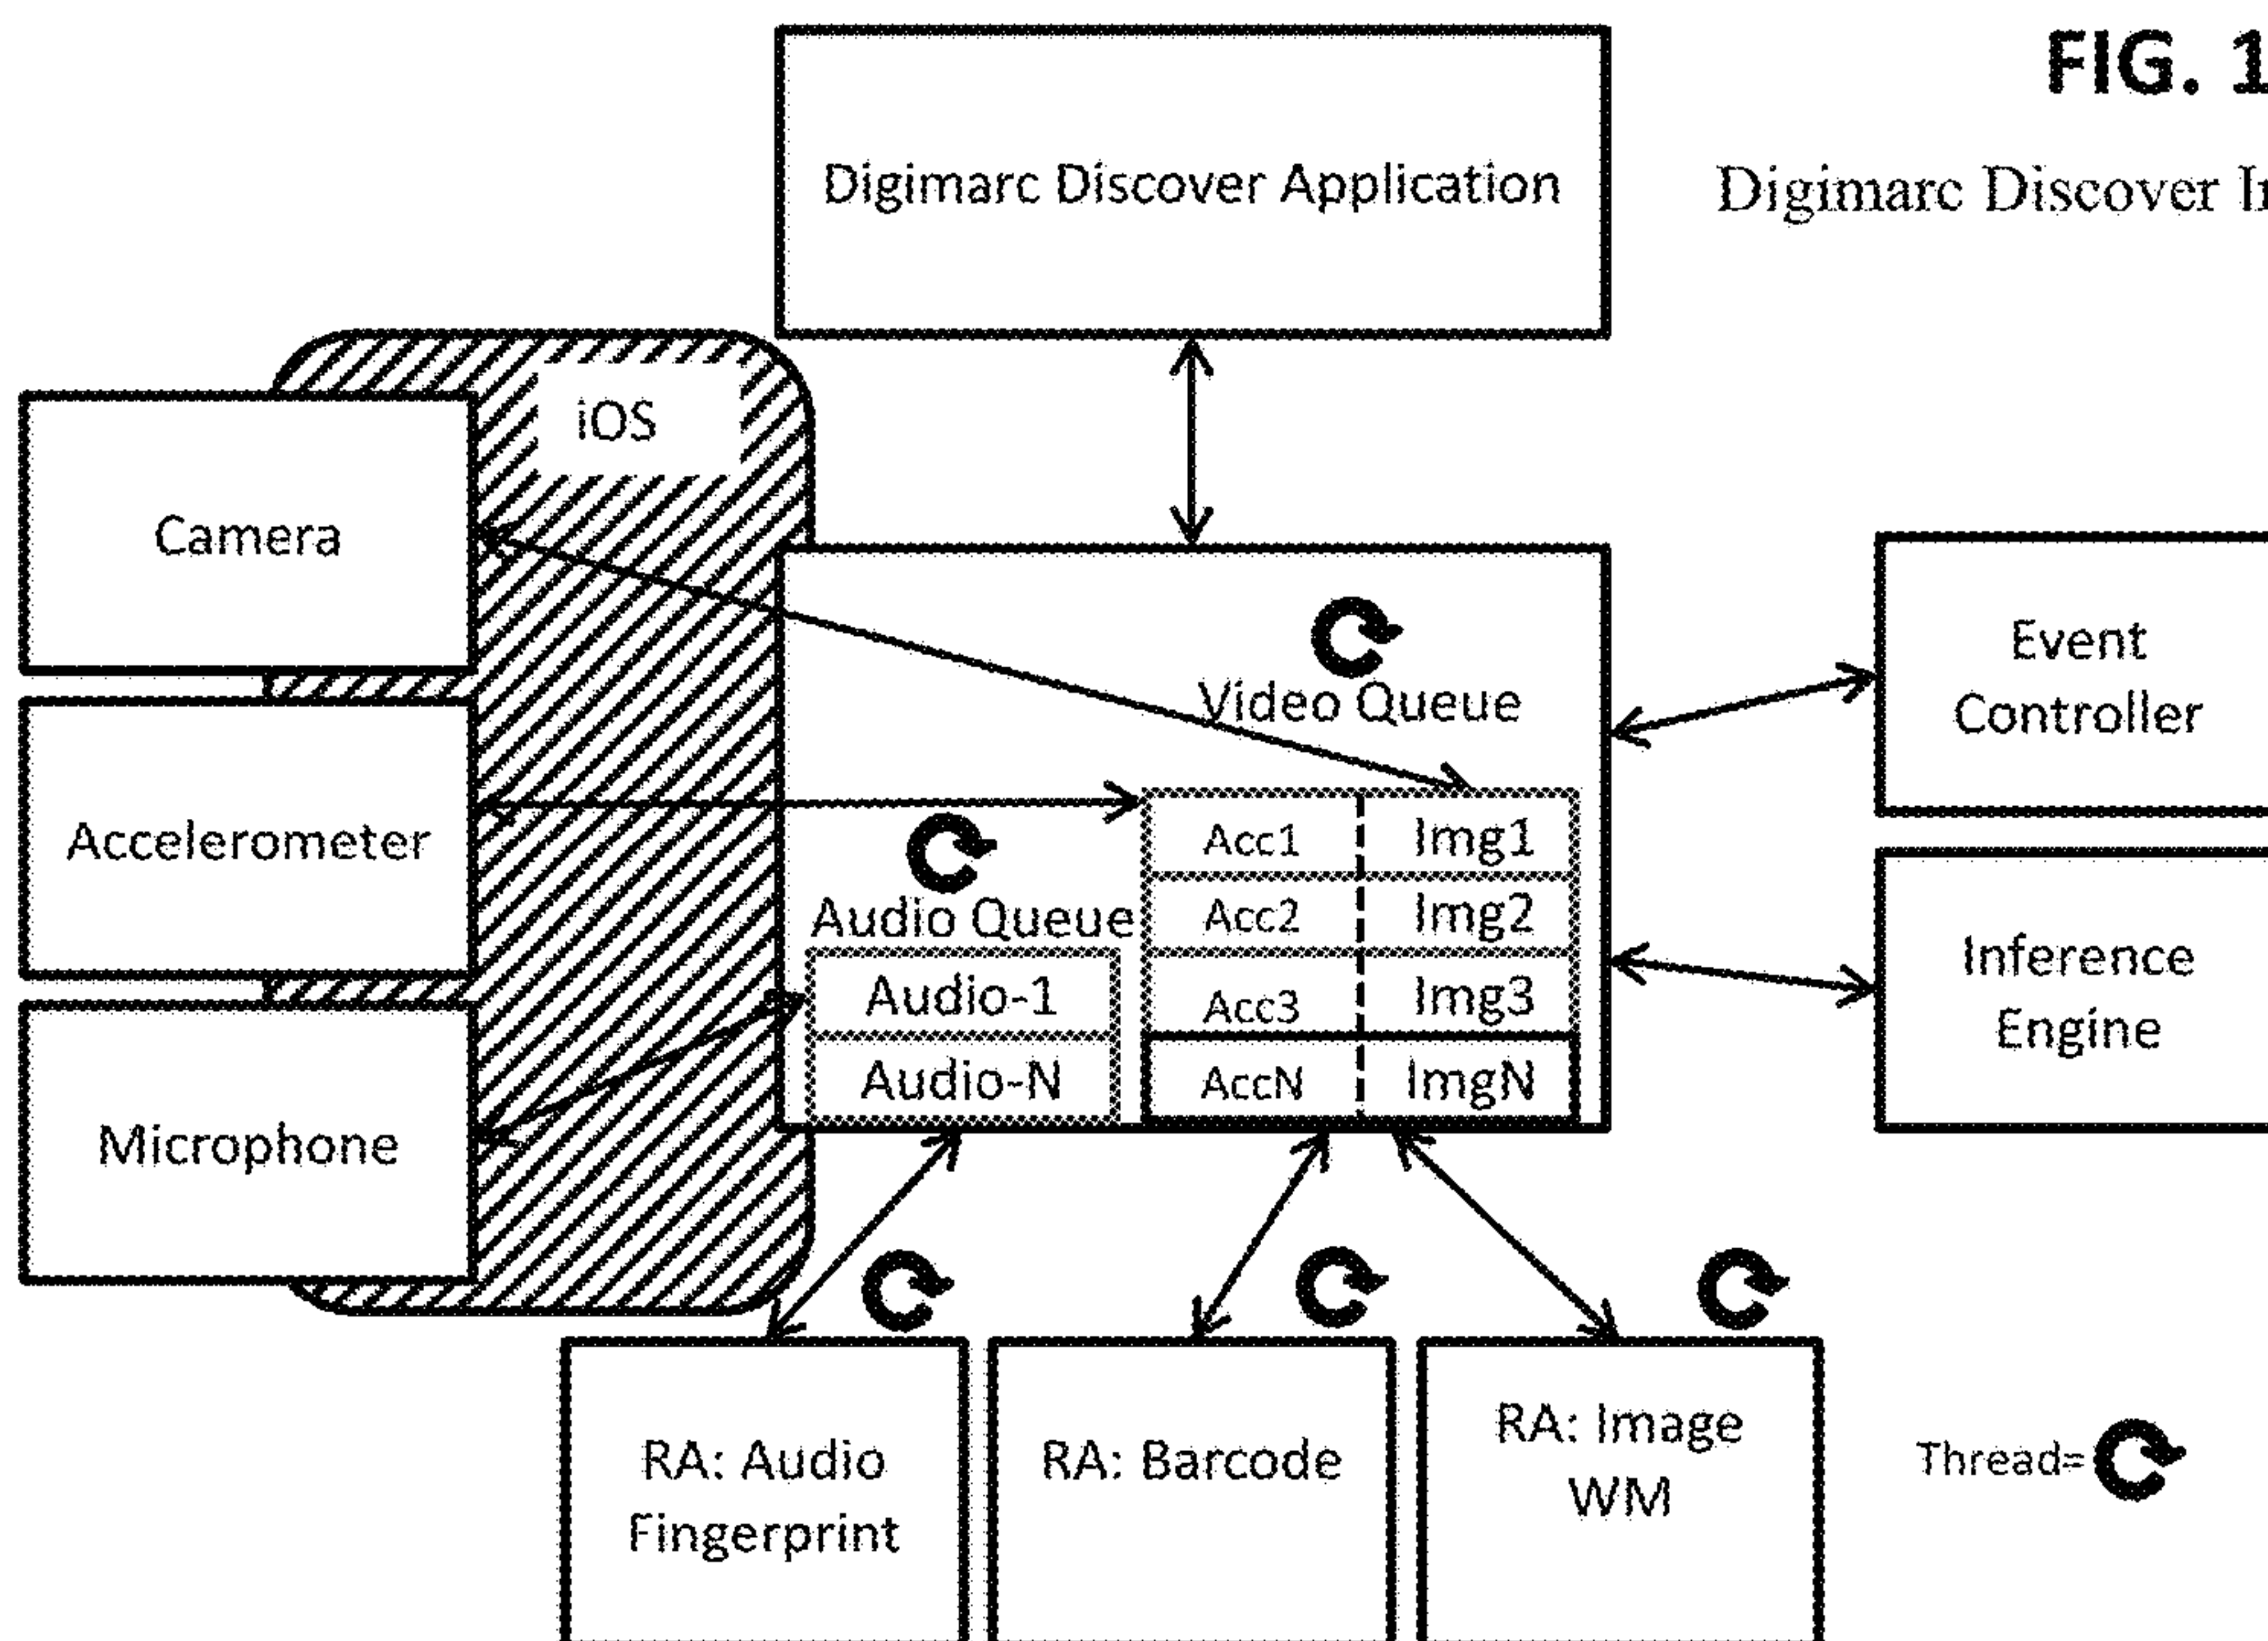 FIG. 1
Digimarc Discover Application
Digimarc Discover
iOS
Camera
Accelerometer
Microphone
Video Queue
Audio Queue
Acc1 Img1
Acc2 Img2
Acc3 Img3
AccN ImgN
Audio-1
Audio-N
Event
Controller
Inference
Engine
RA: Audio
Fingerprint
RA: Barcode
RA: Image
WM
Thread=